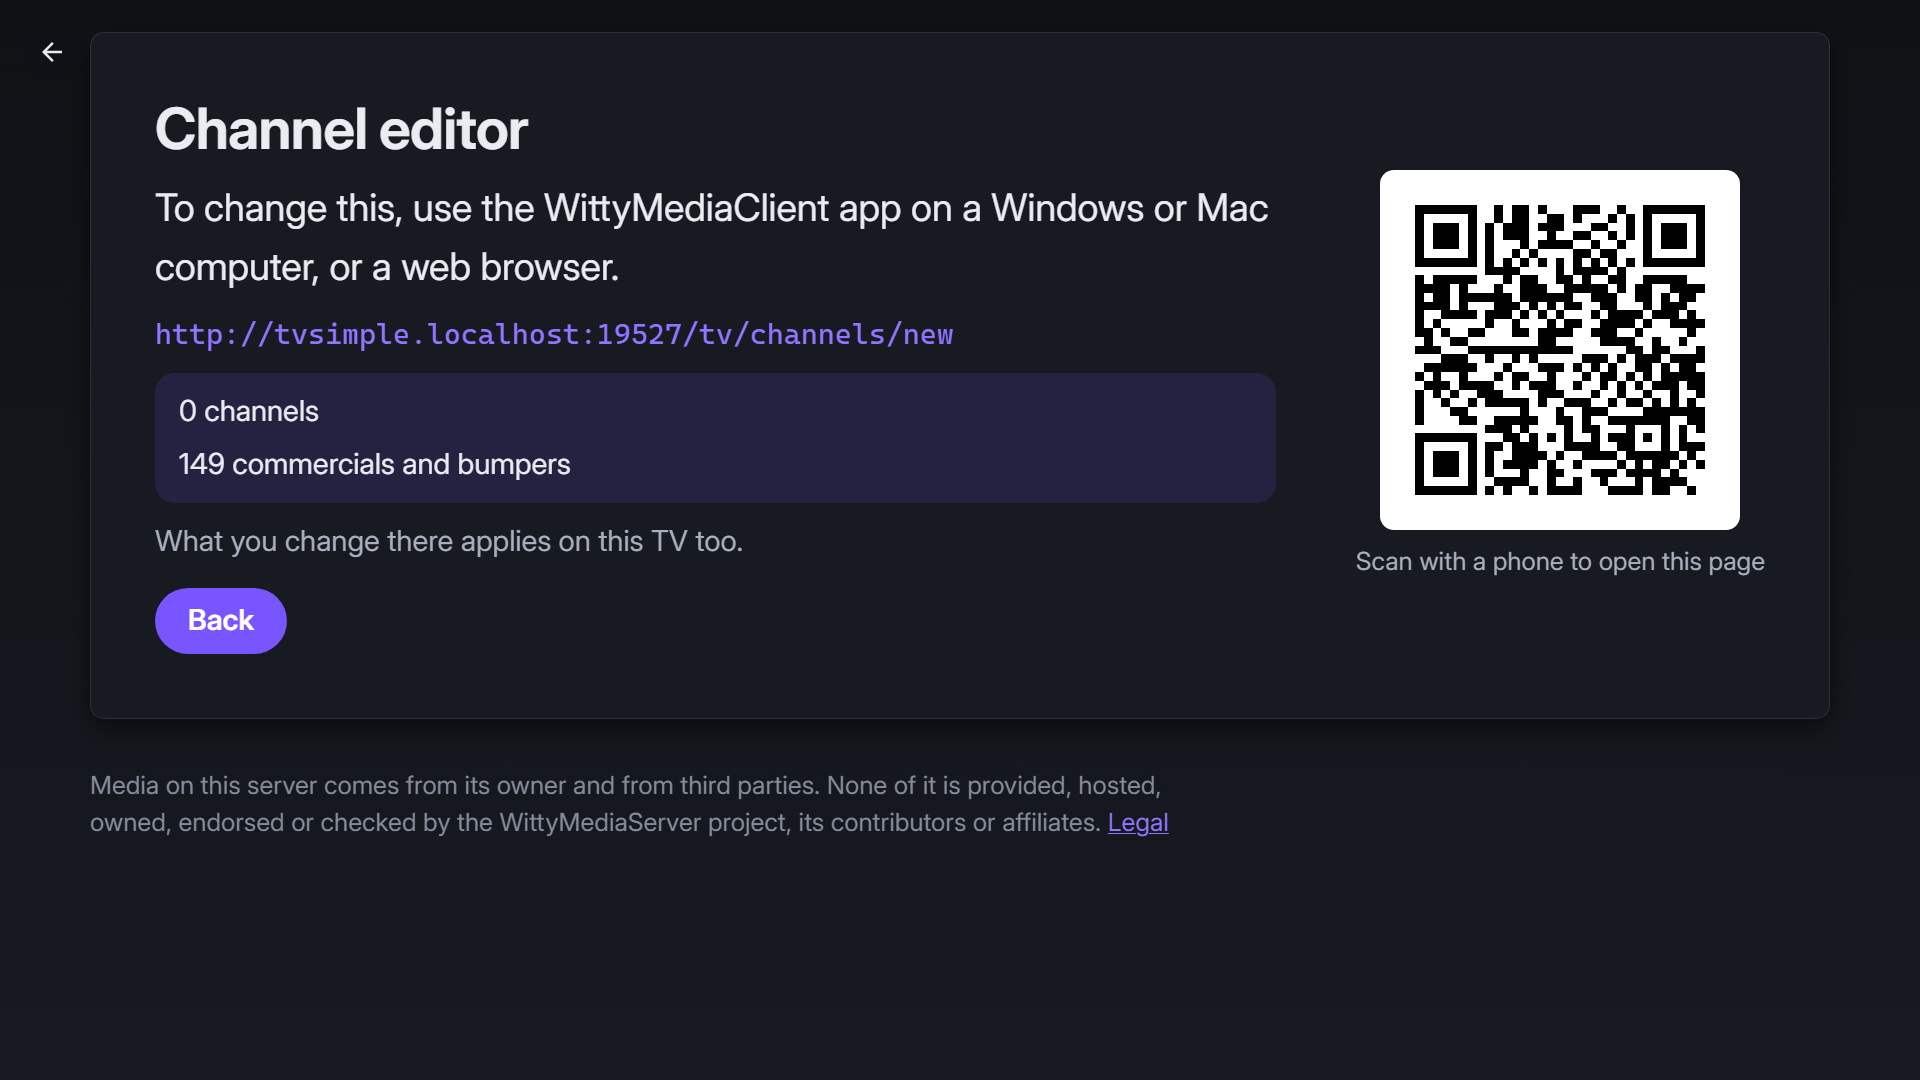 Channel editor
To change this, use the WittyMediaClient app on a Windows or Mac
computer, or a web browser.
http://tvsimple.localhost:19527/tv/channels/new
0 channels
149 commercials and bumpers
What you change there applies on this TV too.
Back
Scan with a phone to open this page
Media on this server comes from its owner and from third parties. None of it is provided, hosted,
owned, endorsed or checked by the WittyMediaServer project, its contributors or affiliates. Legal